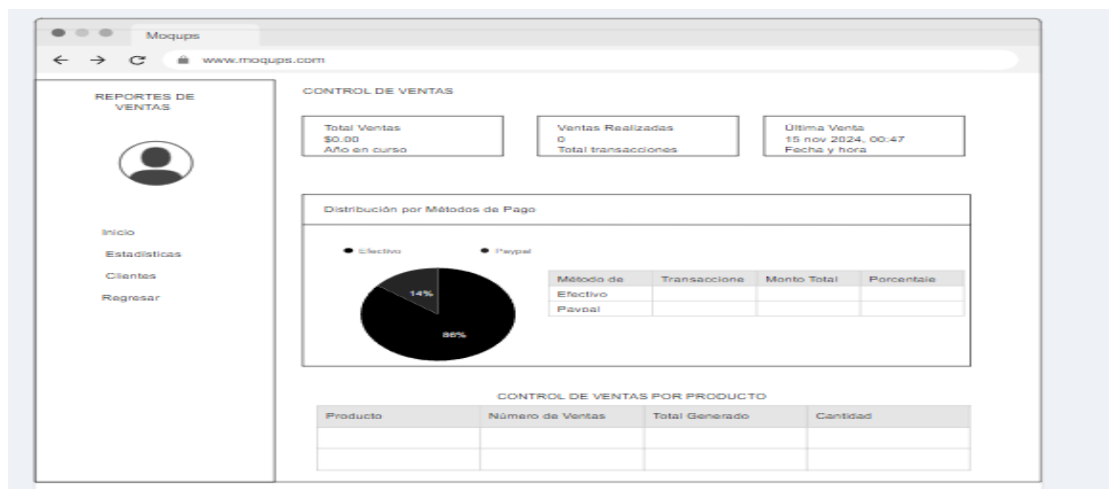 Moqups
www.moqups.com
REPORTES DE
VENTAS
Inicio
Estadísticas
Clientes
Regresar
CONTROL DE VENTAS
Total Ventas
$0.00
Año en curso
Ventas Realizadas
0
Total transacciones
Última Venta
15 nov 2024, 00:47
Fecha y hora
Distribución por Métodos de Pago
Efectivo Paypal
14%
86%
Método de Transaccione Monto Total Porcentaje
Efectivo
Paypal
CONTROL DE VENTAS POR PRODUCTO
Producto Número de Ventas Total Generado Cantidad